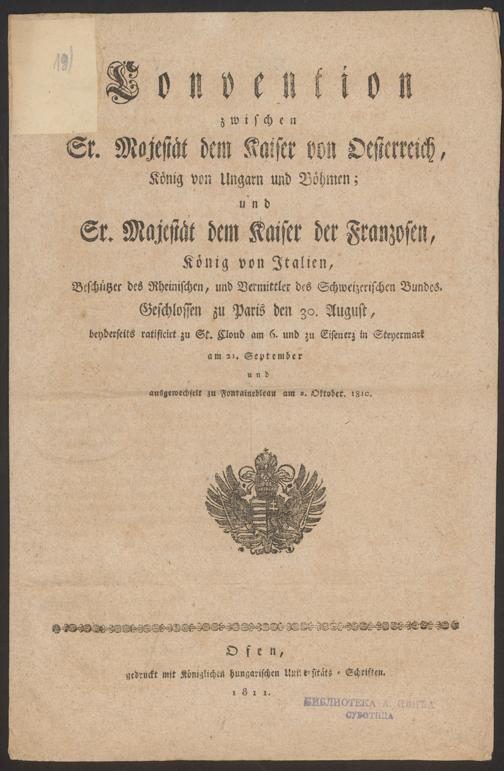 19)
Convention
zwischen
Sr. Majestät dem Kaiser von Oesterreich,
König von Ungarn und Böhmen;
und
Sr. Majestät dem Kaiser der Franzosen,
König von Italien,
Beschützer des Rheinischen, und Vermittler des Schweizerischen Bundes.
Geschlossen zu Paris den 30. August,
beyderseits ratificirt zu St. Cloud am 6. und zu Eisenerz in Steyermark
am 21. September
und
ausgewechselt zu Fontainebleau am 2. Oktober. 1810.
Ofen,
gedruckt mit Königlichen hungarischen Universitäts-Schriften.
1811.
БИБЛИОТЕКА
СУБОТИЦА